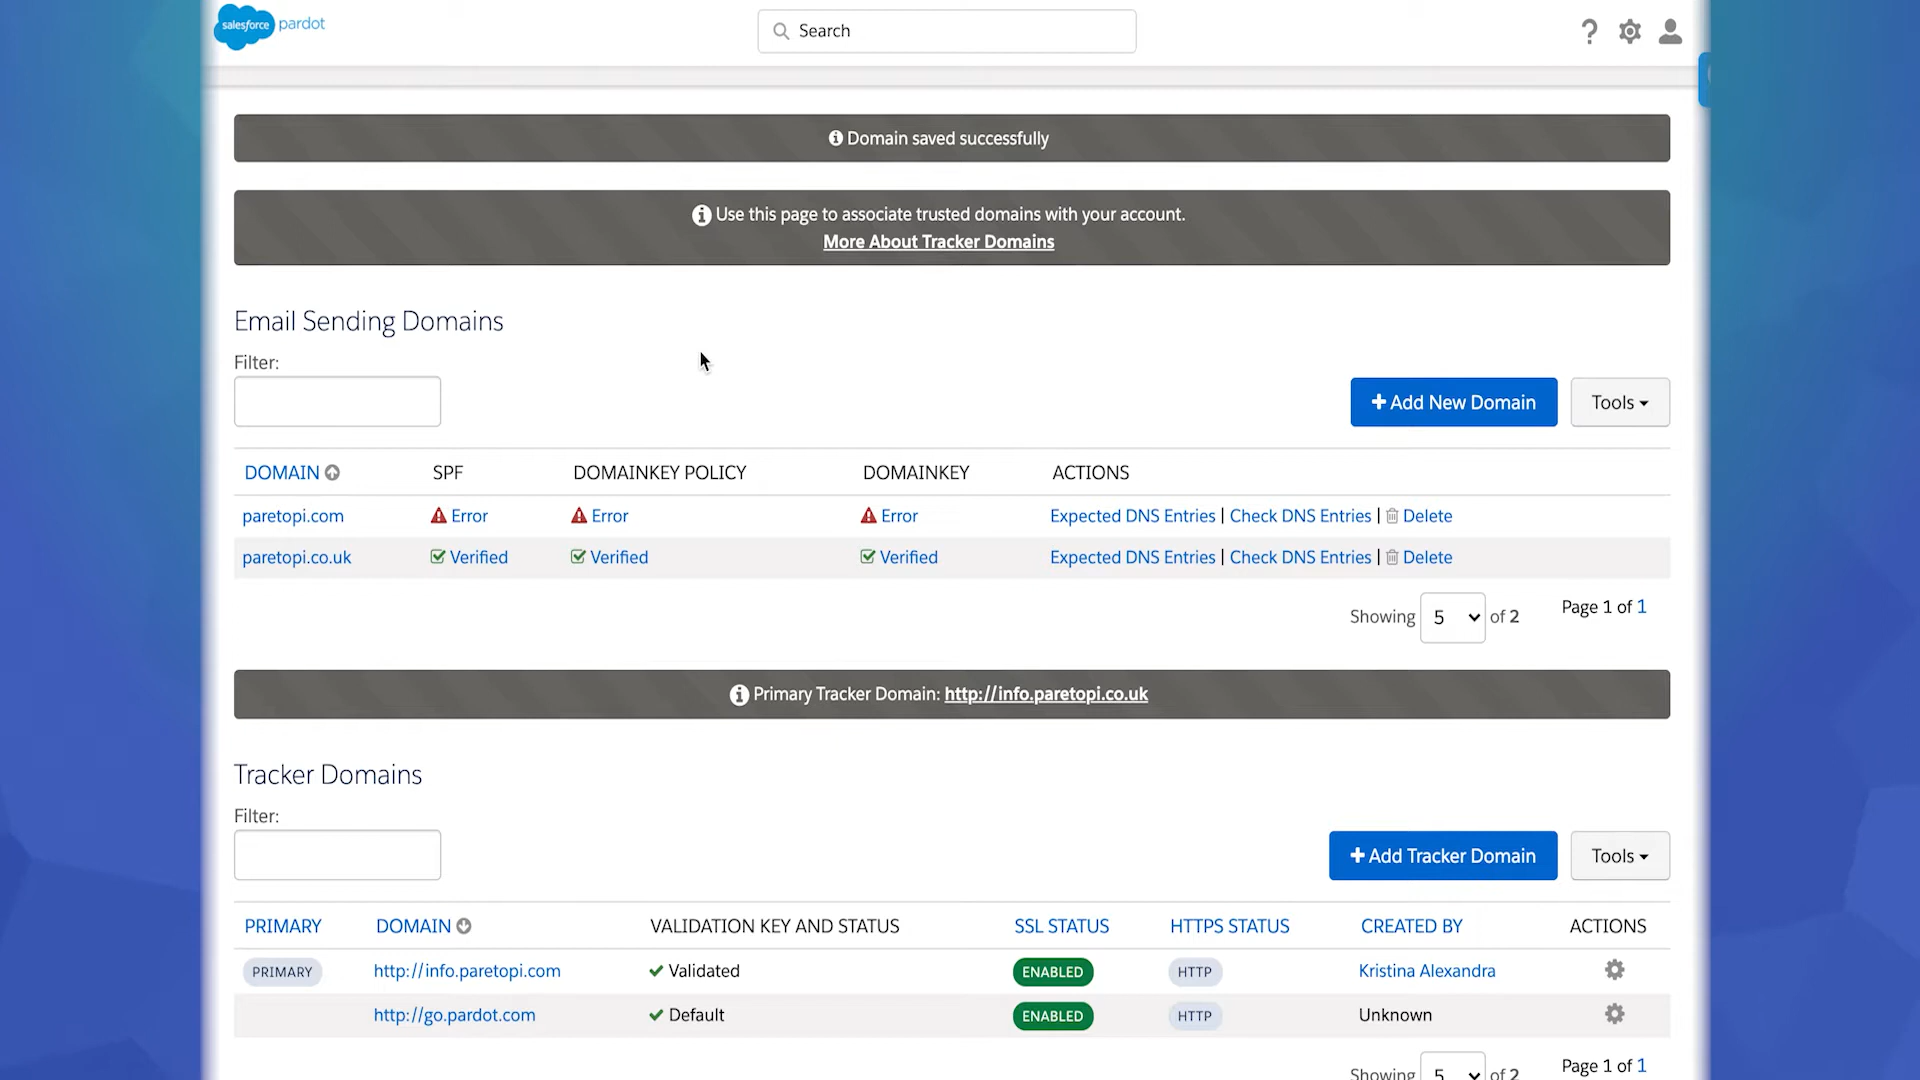 salesforce pardot
Search
Domain saved successfully
Use this page to associate trusted domains with your account.
More About Tracker Domains
Email Sending Domains
Filter:
+ Add New Domain Tools
DOMAIN SPF DOMAINKEY POLICY DOMAINKEY ACTIONS
paretopi.com Error Error Error Expected DNS Entries | Check DNS Entries | Delete
paretopi.co.uk Verified Verified Verified Expected DNS Entries | Check DNS Entries | Delete
Showing 5 of 2 Page 1 of 1
Primary Tracker Domain: http://info.paretopi.co.uk
Tracker Domains
Filter:
+ Add Tracker Domain Tools
PRIMARY DOMAIN VALIDATION KEY AND STATUS SSL STATUS HTTPS STATUS CREATED BY ACTIONS
PRIMARY http://info.paretopi.com Validated ENABLED HTTP Kristina Alexandra
http://go.pardot.com Default ENABLED HTTP Unknown
Showing 5 of 2 Page 1 of 1